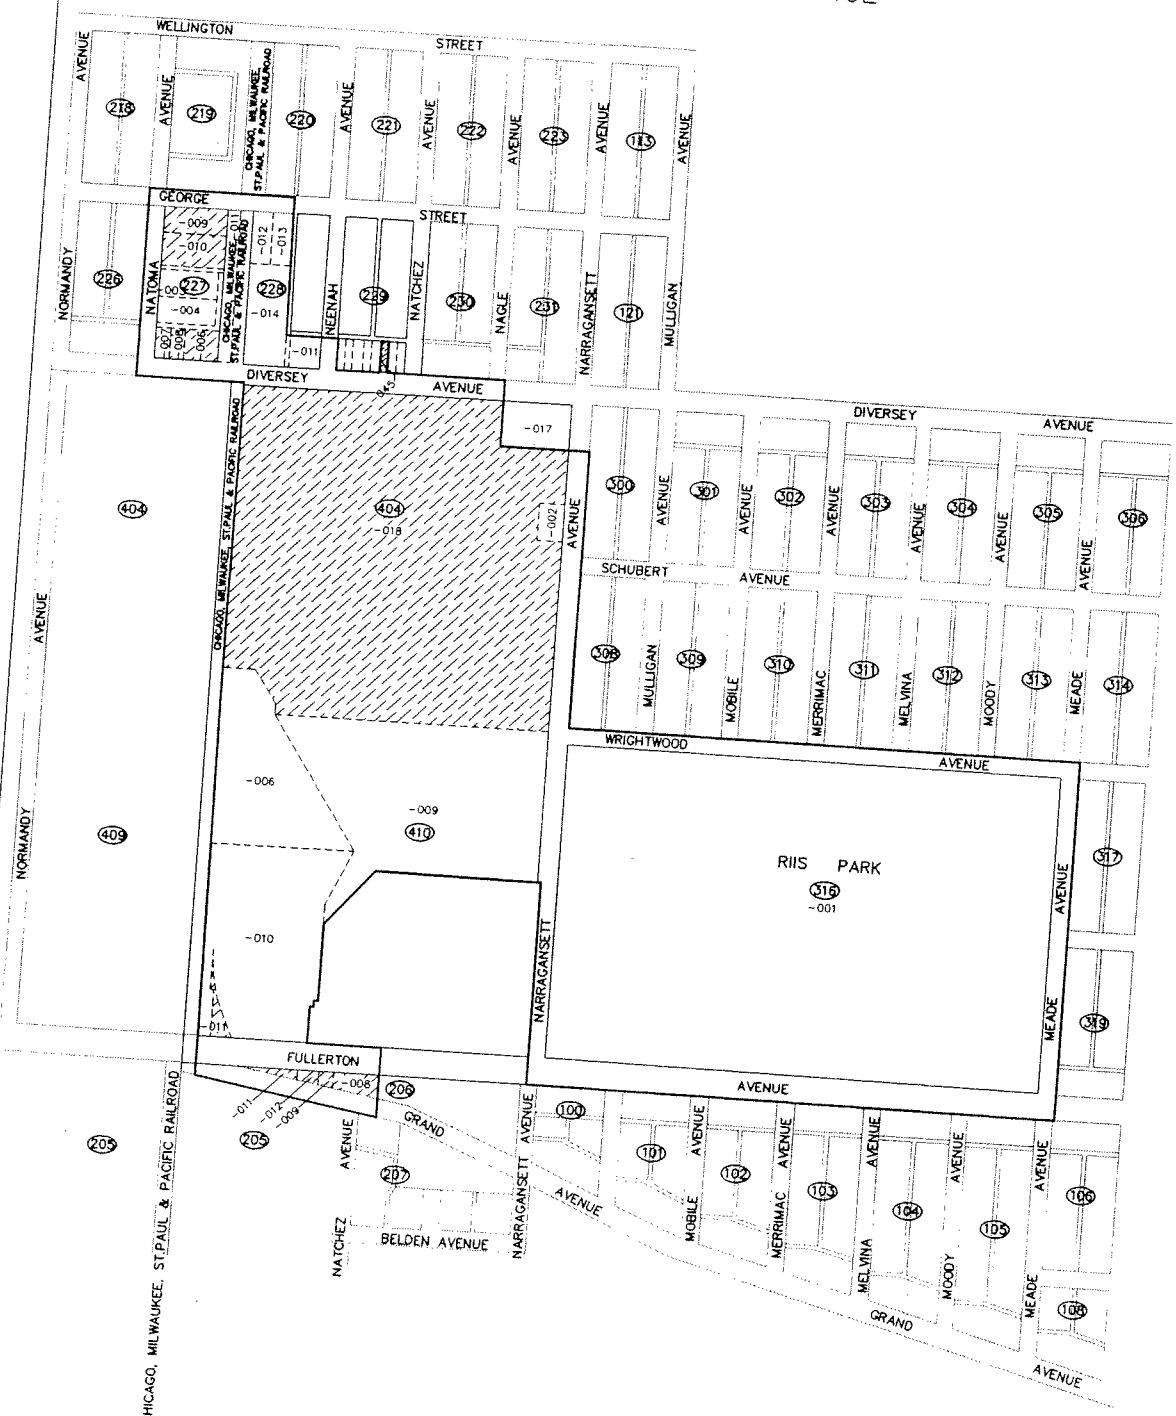 WELLINGTON
STREET
AVENUE
AVENUE
CHICAGO, MILWAUKEE,
ST.PAUL & PACIFIC RAILROAD
AVENUE
AVENUE
AVENUE
AVENUE
AVENUE
218
219
220
221
222
223
113
GEORGE
STREET
-009
-010
-011
-012
-013
NORMANDY
226
NATOMA
227
-003
-004
CHICAGO, MILWAUKEE,
ST.PAUL & PACIFIC RAILROAD
228
-014
NEENAH
229
NATCHEZ
230
NAGLE
231
NARRAGANSETT
121
MULLIGAN
-007
-005
-006
-011
DIVERSEY
AVENUE
-045
DIVERSEY
AVENUE
-017
CHICAGO, MILWAUKEE, ST.PAUL & PACIFIC RAILROAD
404
404
-018
-002
AVENUE
300
AVENUE
301
AVENUE
302
AVENUE
303
AVENUE
304
AVENUE
305
AVENUE
306
SCHUBERT
AVENUE
AVENUE
308
MULLIGAN
309
MOBILE
310
MERRIMAC
311
MELVINA
312
MOODY
313
MEADE
314
WRIGHTWOOD
AVENUE
-006
-009
410
409
NORMANDY
RIIS PARK
316
-001
AVENUE
317
-010
NARRAGANSETT
MEADE
319
-011
FULLERTON
AVENUE
-008
206
-011
-012
-009
GRAND
AVENUE
205
205
CHICAGO, MILWAUKEE, ST.PAUL & PACIFIC RAILROAD
AVENUE
207
NATCHEZ
BELDEN AVENUE
NARRAGANSETT
AVENUE
100
101
AVENUE
MOBILE
102
AVENUE
MERRIMAC
103
AVENUE
MELVINA
104
AVENUE
MOODY
105
AVENUE
MEADE
106
108
GRAND
AVENUE